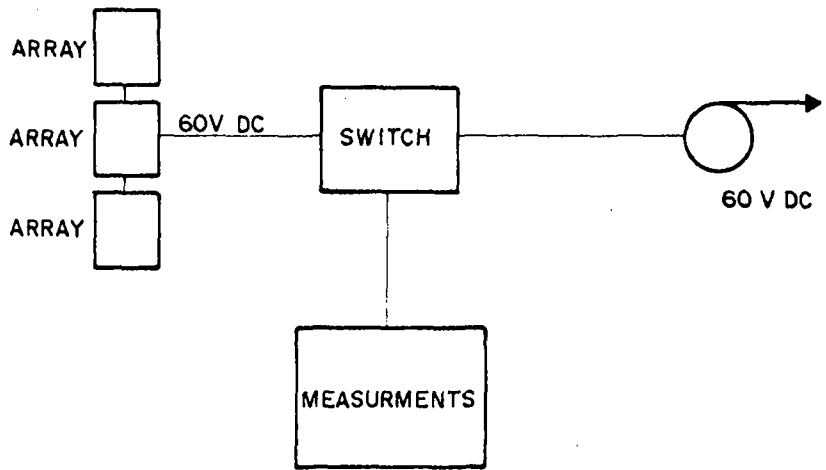 ARRAY
ARRAY
60V DC
SWITCH
60 V DC
ARRAY
MEASURMENTS